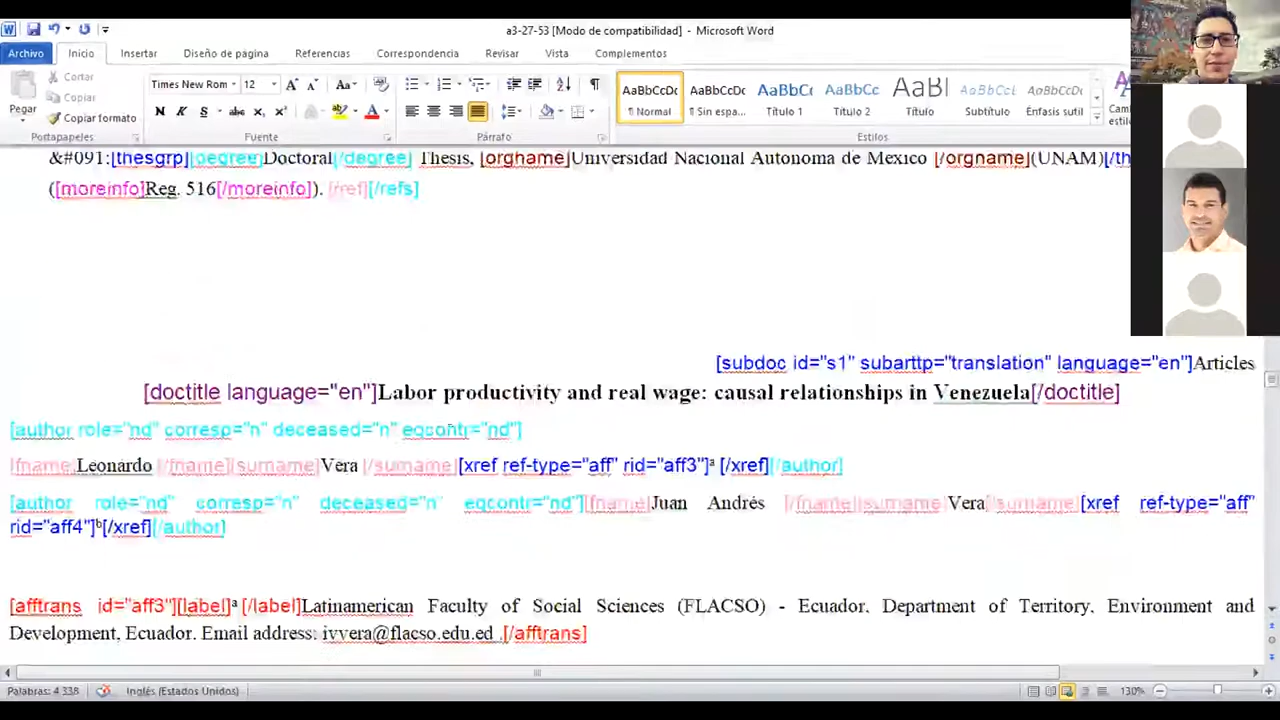 a3-27-53 [Modo de compatibilidad] - Microsoft Word
Archivo Inicio Insertar Diseño de página Referencias Correspondencia Revisar Vista Complementos
Pegar
Cortar
Copiar
Copiar formato
Times New Rom 12
N K S abc x₂ x²
AaBbCcDc AaBbCcDc AaBbC AaBbCc AaBl AaBbCc. AaBbCcDc
¶ Normal ¶ Sin espa... Título 1 Título 2 Título Subtítulo Énfasis sutil
Portapapeles Fuente Párrafo Estilos
&#091;[thesgrp][degree]Doctoral[/degree] Thesis, [orgname]Universidad Nacional Autonoma de Mexico [/orgname](UNAM)[/th
([moreinfo]Reg. 516[/moreinfo]). [/ref][/refs]
[subdoc id="s1" subarttp="translation" language="en"]Articles
[doctitle language="en"]Labor productivity and real wage: causal relationships in Venezuela[/doctitle]
[author role="nd" corresp="n" deceased="n" eqcontr="nd"]
[fname]Leonardo [/fname][surname]Vera [/surname][xref ref-type="aff" rid="aff3"]ª [/xref][/author]
[author role="nd" corresp="n" deceased="n" eqcontr="nd"][fname]Juan Andrés [/fname][surname]Vera[/surname][xref ref-type="aff"
rid="aff4"]ᵇ[/xref][/author]
[afftrans id="aff3"][label]ª [/label]Latinamerican Faculty of Social Sciences (FLACSO) - Ecuador. Department of Territory, Environment and
Development, Ecuador. Email address: ivvera@flacso.edu.ed .[/afftrans]
Palabras: 4 338 Inglés (Estados Unidos) 130%